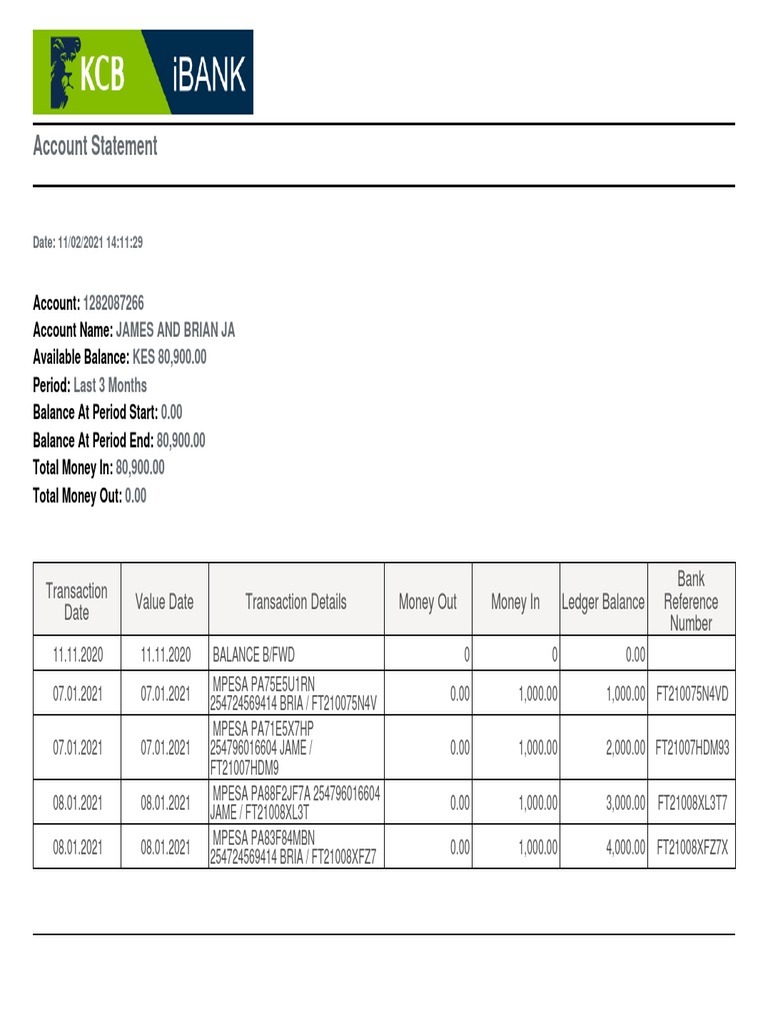 KCB iBANK
Account Statement
Date: 11/02/2021 14:11:29
Account: 1282087266
Account Name: JAMES AND BRIAN JA
Available Balance: KES 80,900.00
Period: Last 3 Months
Balance At Period Start: 0.00
Balance At Period End: 80,900.00
Total Money In: 80,900.00
Total Money Out: 0.00
Transaction Date Value Date Transaction Details Money Out Money In Ledger Balance Bank Reference Number
11.11.2020 11.11.2020 BALANCE B/FWD 0 0 0.00
07.01.2021 07.01.2021 MPESA PA75E5U1RN 254724569414 BRIA / FT210075N4V 0.00 1,000.00 1,000.00 FT210075N4VD
07.01.2021 07.01.2021 MPESA PA71E5X7HP 254796016604 JAME / FT21007HDM9 0.00 1,000.00 2,000.00 FT21007HDM93
08.01.2021 08.01.2021 MPESA PA88F2JF7A 254796016604 JAME / FT21008XL3T 0.00 1,000.00 3,000.00 FT21008XL3T7
08.01.2021 08.01.2021 MPESA PA83F84MBN 254724569414 BRIA / FT21008XFZ7 0.00 1,000.00 4,000.00 FT21008XFZ7X